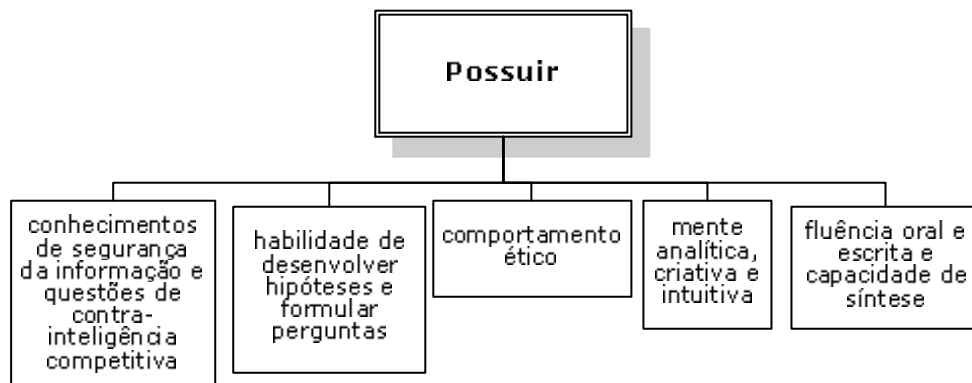 Possuir
conhecimentos
de segurança
da informação e
questões de
contra-
inteligência
competitiva
habilidade de
desenvolver
hipóteses e
formular
perguntas
comportamento
ético
mente
analítica,
criativa e
intuitiva
fluência oral e
escrita e
capacidade de
síntese